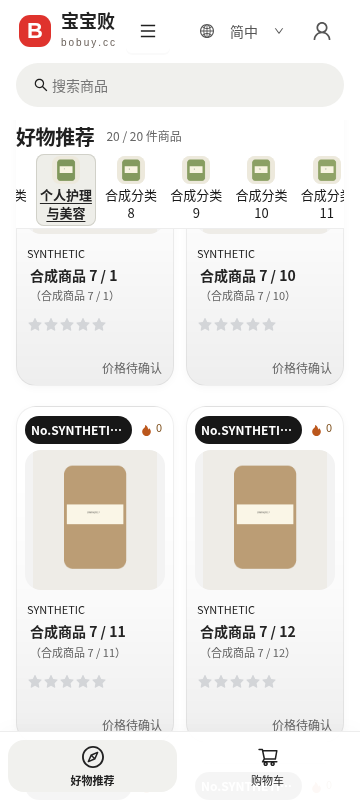 B 宝宝败
bobuy.cc
简中
搜索商品
好物推荐 20 / 20 件商品
类 个人护理与美容 合成分类 8 合成分类 9 合成分类 10 合成分类 11
SYNTHETIC
合成商品 7 / 1
（合成商品 7 / 1）
价格待确认
SYNTHETIC
合成商品 7 / 10
（合成商品 7 / 10）
价格待确认
No.SYNTHETI… 0
SYNTHETIC
合成商品 7 / 11
（合成商品 7 / 11）
价格待确认
No.SYNTHETI… 0
SYNTHETIC
合成商品 7 / 12
（合成商品 7 / 12）
价格待确认
好物推荐
购物车